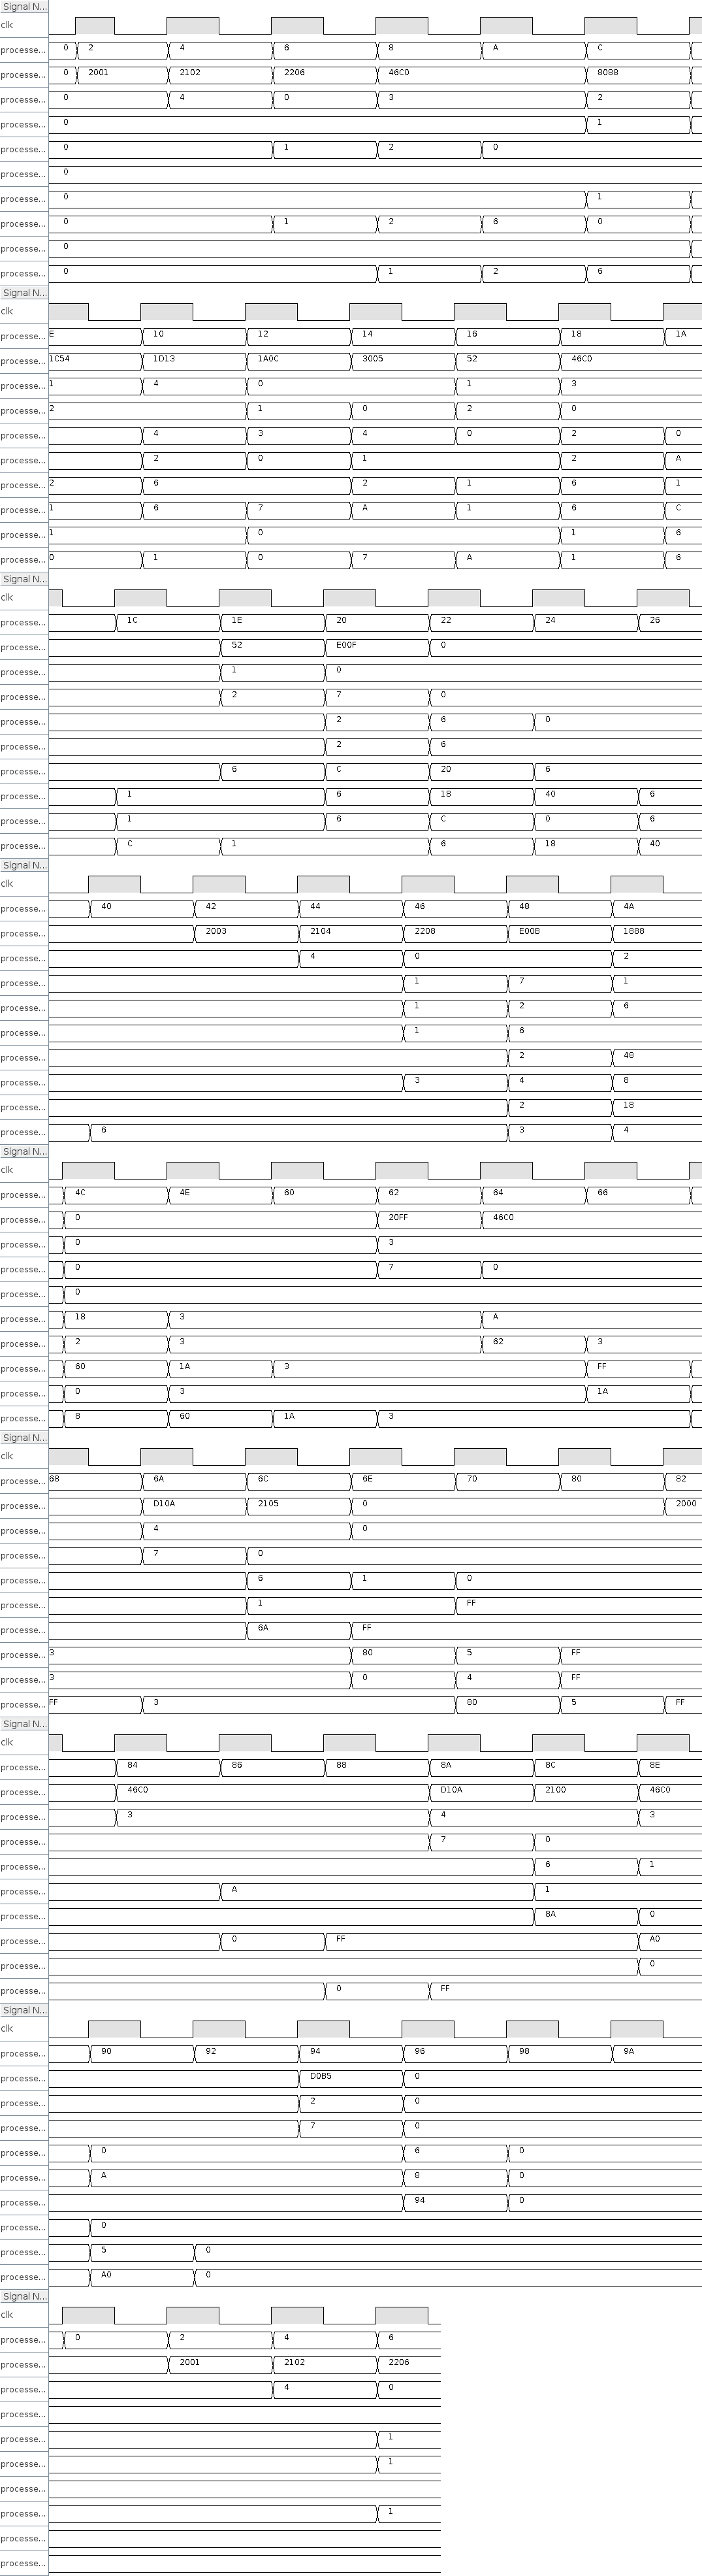 Signal N...
clk
processe... 0 2 4 6 8 A C
processe... 0 2001 2102 2206 46C0 8088
processe... 0 4 0 3 2
processe... 0 1
processe... 0 1 2 0
processe... 0
processe... 0 1
processe... 0 1 2 6 0
processe... 0
processe... 0 1 2 6
Signal N...
clk
processe... E 10 12 14 16 18 1A
processe... 1C54 1D13 1A0C 3005 52 46C0
processe... 1 4 0 1 3
processe... 2 1 0 2 0
processe... 4 3 4 0 2 0
processe... 2 0 1 2 A
processe... 2 6 2 1 6 1
processe... 1 6 7 A 1 6 C
processe... 1 0 1 6
processe... 0 1 0 7 A 1 6
Signal N...
clk
processe... 1C 1E 20 22 24 26
processe... 52 E00F 0
processe... 1 0
processe... 2 7 0
processe... 2 6 0
processe... 2 6
processe... 6 C 20 6
processe... 1 6 18 40 6
processe... 1 6 C 0 6
processe... C 1 6 18 40
Signal N...
clk
processe... 40 42 44 46 48 4A
processe... 2003 2104 2208 E00B 1888
processe... 4 0 2
processe... 1 7 1
processe... 1 2 6
processe... 1 6
processe... 2 48
processe... 3 4 8
processe... 2 18
processe... 6 3 4
Signal N...
clk
processe... 4C 4E 60 62 64 66
processe... 0 20FF 46C0
processe... 0 3
processe... 0 7 0
processe... 0
processe... 18 3 A
processe... 2 3 62 3
processe... 60 1A 3 FF
processe... 0 3 1A
processe... 8 60 1A 3
Signal N...
clk
processe... 68 6A 6C 6E 70 80 82
processe... D10A 2105 0 2000
processe... 4 0
processe... 7 0
processe... 6 1 0
processe... 1 FF
processe... 6A FF
processe... 3 80 5 FF
processe... 3 0 4 FF
processe... FF 3 80 5 FF
Signal N...
clk
processe... 84 86 88 8A 8C 8E
processe... 46C0 D10A 2100 46C0
processe... 3 4 3
processe... 7 0
processe... 6 1
processe... A 1
processe... 8A 0
processe... 0 FF A0
processe... 0
processe... 0 FF
Signal N...
clk
processe... 90 92 94 96 98 9A
processe... D0B5 0
processe... 2 0
processe... 7 0
processe... 0 6 0
processe... A 8 0
processe... 94 0
processe... 0
processe... 5 0
processe... A0 0
Signal N...
clk
processe... 0 2 4 6
processe... 2001 2102 2206
processe... 4 0
processe...
processe... 1
processe... 1
processe...
processe... 1
processe...
processe...